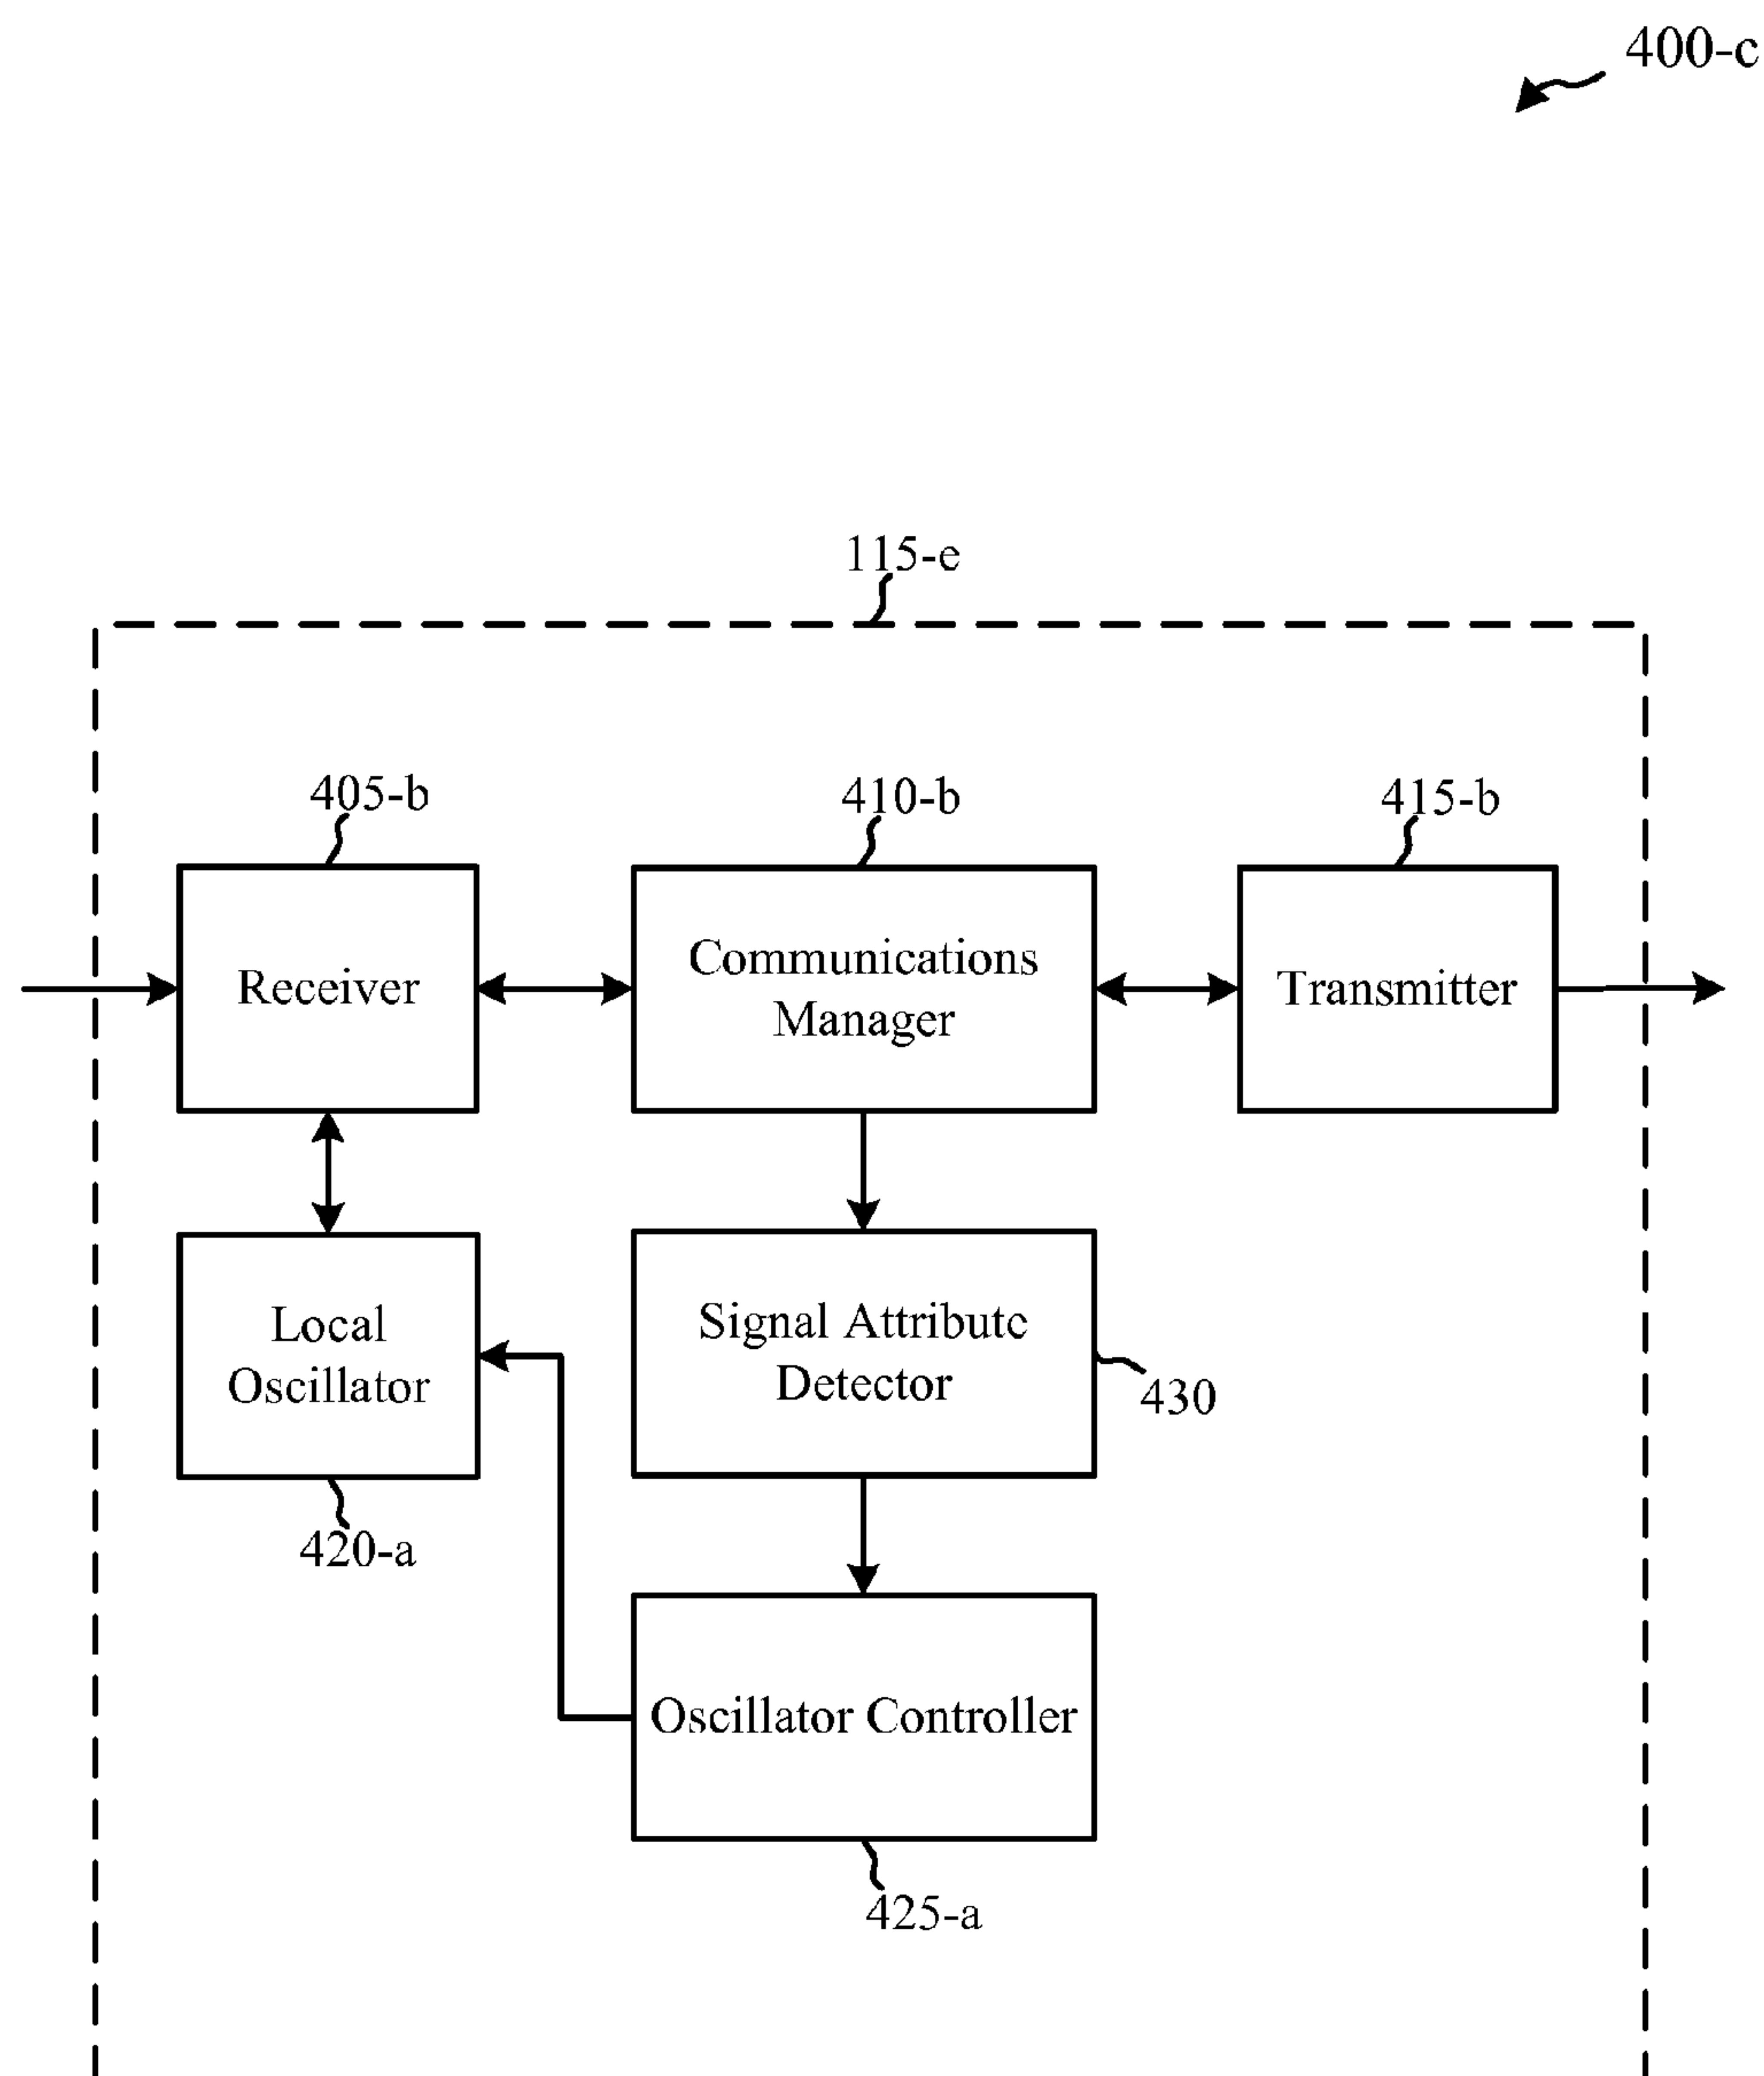 400-c
115-e
405-b
410-b
415-b
Receiver
Communications
Manager
Transmitter
Local
Oscillator
Signal Attribute
Detector
430
420-a
Oscillator Controller
425-a